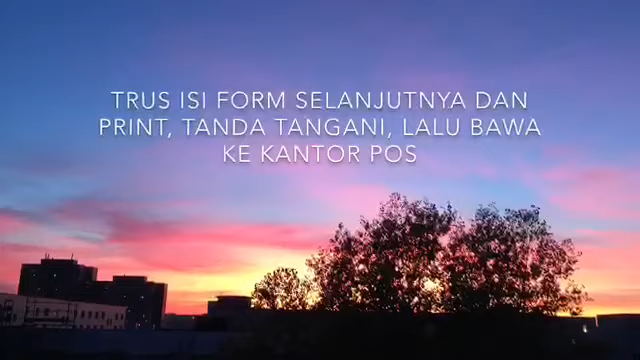 TRUS ISI FORM SELANJUTNYA DAN
PRINT, TANDA TANGANI, LALU BAWA
KE KANTOR POS